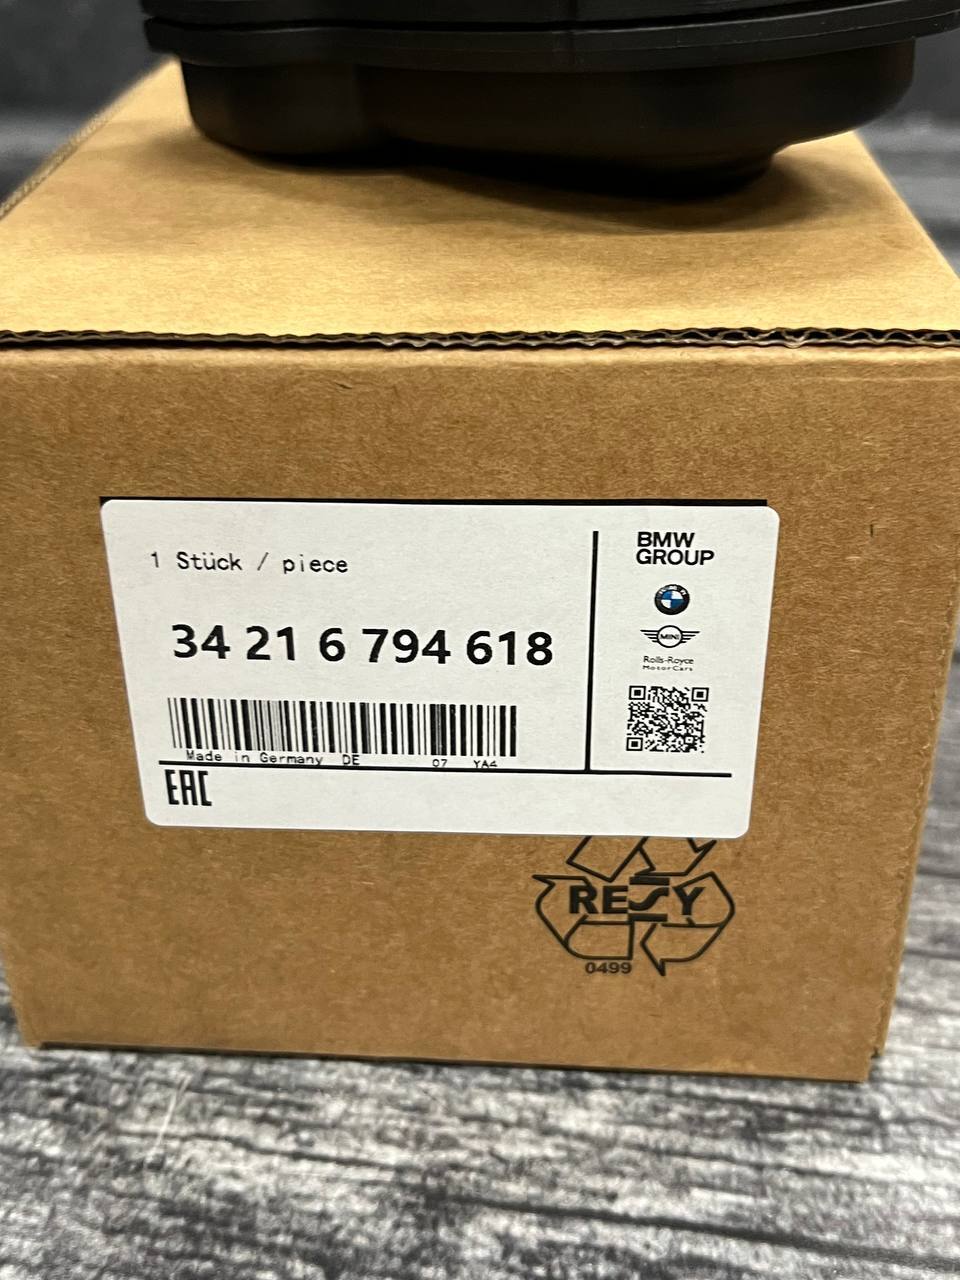 1 Stück / piece
34 21 6 794 618
Made in Germany DE 07 YA4
EAC
BMW
GROUP
MINI
Rolls-Royce
MotorCars
RESY
0499